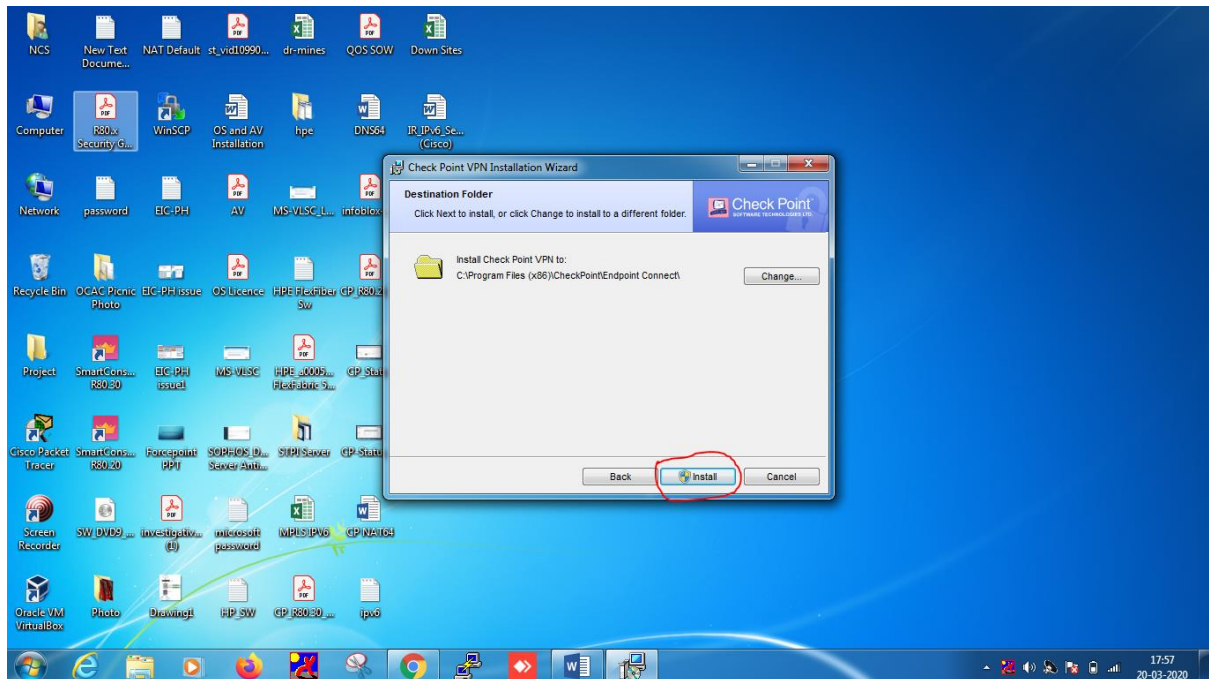 NCS
New Text Docume...
NAT Default
st_vid10990...
dr-mines
QOS SOW
Down Sites
Computer
R80.x Security G...
WinSCP
OS and AV Installation
hpe
DNS64
IR_IPv6_Se... (Cisco)
Network
password
EIC-PH
AV
MS-VLSC_L...
infoblox
Recycle Bin
OCAC Picnic Photo
EIC-PH issue
OS Licence
HPE FlexFiber Sw
CP_R80.2
Project
SmartCons... R80.30
EIC-PH issue1
MS-VLSC
HPE_a0005... FlexFabric 5...
CP_Stat
Cisco Packet Tracer
SmartCons... R80.20
Forcepoint PPT
SOPHOS_D... Server Anti...
STPI Server
CP-Statu
Screen Recorder
SW_DVD9_...
investigativ... (1)
microsoft password
MPLS IPV6
CP NAT64
Oracle VM VirtualBox
Photo
Drawing1
HP_SW
CP_R80.30_...
ipv6
Check Point VPN Installation Wizard
Destination Folder
Click Next to install, or click Change to install to a different folder.
Check Point
SOFTWARE TECHNOLOGIES LTD.
Install Check Point VPN to:
C:\Program Files (x86)\CheckPoint\Endpoint Connect\
Change...
Back
Install
Cancel
17:57
20-03-2020